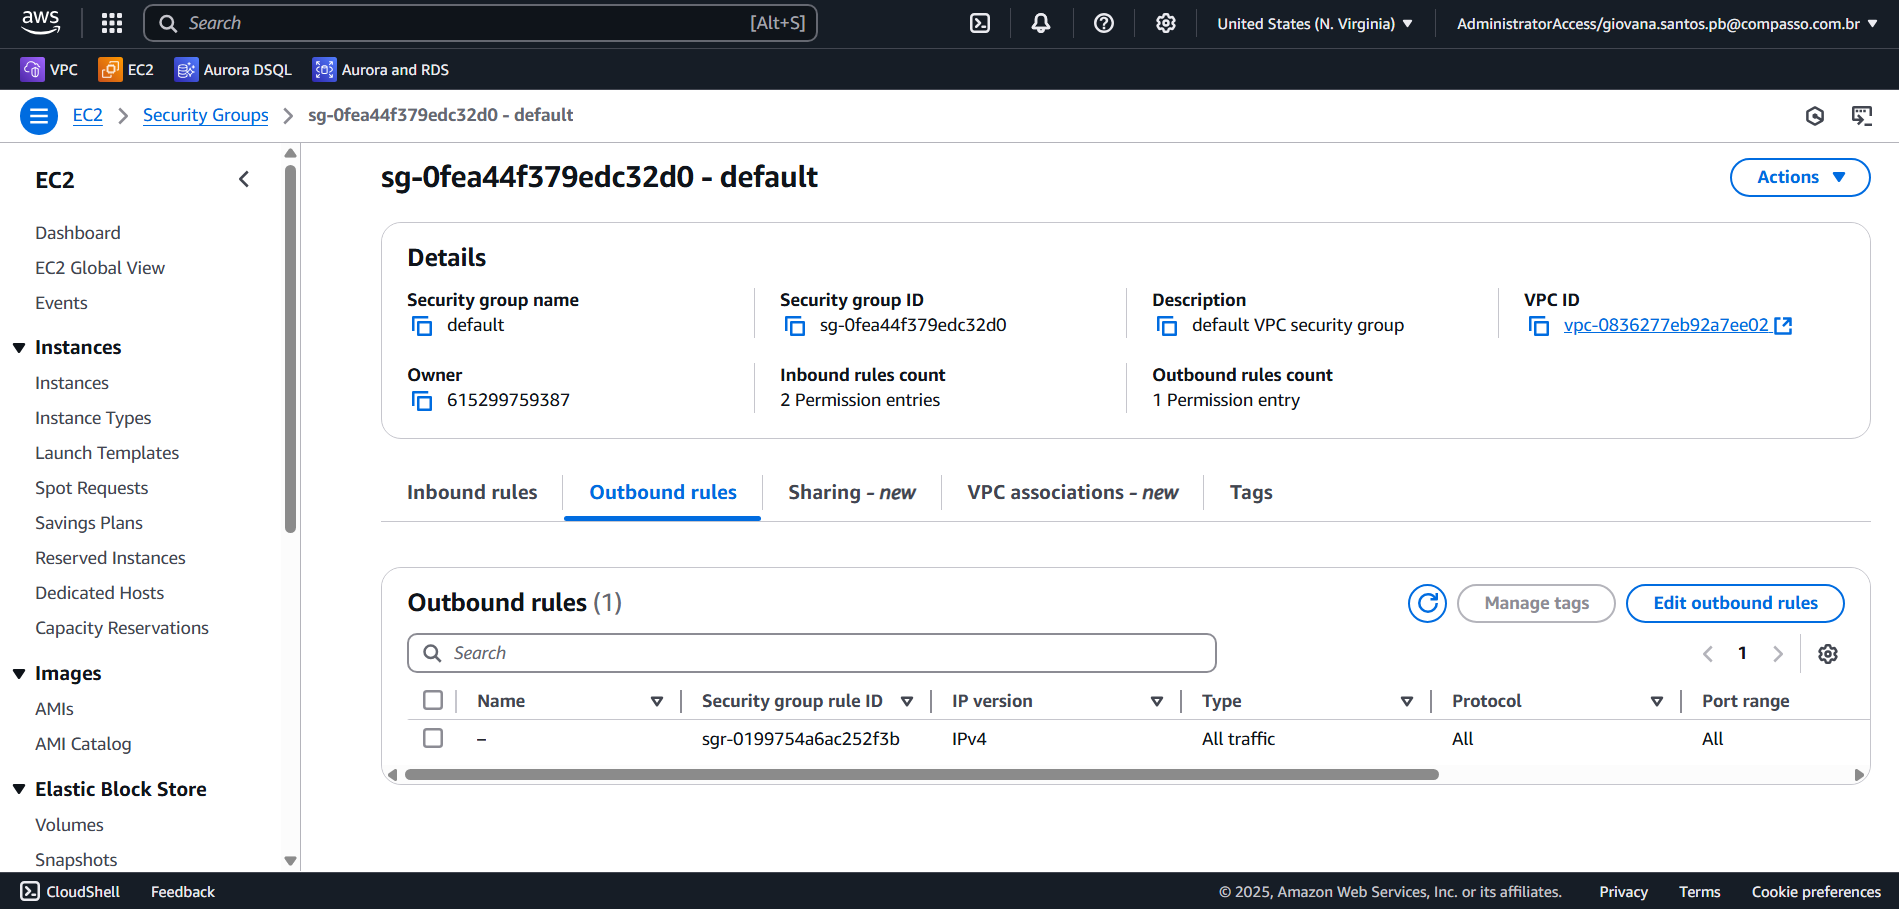 aws
Search [Alt+S]
United States (N. Virginia)
AdministratorAccess/giovana.santos.pb@compasso.com.br
VPC EC2 Aurora DSQL Aurora and RDS
EC2 Security Groups sg-0fea44f379edc32d0 - default
EC2
Dashboard
EC2 Global View
Events
Instances
Instances
Instance Types
Launch Templates
Spot Requests
Savings Plans
Reserved Instances
Dedicated Hosts
Capacity Reservations
Images
AMIs
AMI Catalog
Elastic Block Store
Volumes
Snapshots
sg-0fea44f379edc32d0 - default
Actions
Details
Security group name
default
Security group ID
sg-0fea44f379edc32d0
Description
default VPC security group
VPC ID
vpc-0836277eb92a7ee02
Owner
615299759387
Inbound rules count
2 Permission entries
Outbound rules count
1 Permission entry
Inbound rules Outbound rules Sharing - new VPC associations - new Tags
Outbound rules (1)
Manage tags Edit outbound rules
Search
1
Name Security group rule ID IP version Type Protocol Port range
– sgr-0199754a6ac252f3b IPv4 All traffic All All
CloudShell Feedback
© 2025, Amazon Web Services, Inc. or its affiliates. Privacy Terms Cookie preferences